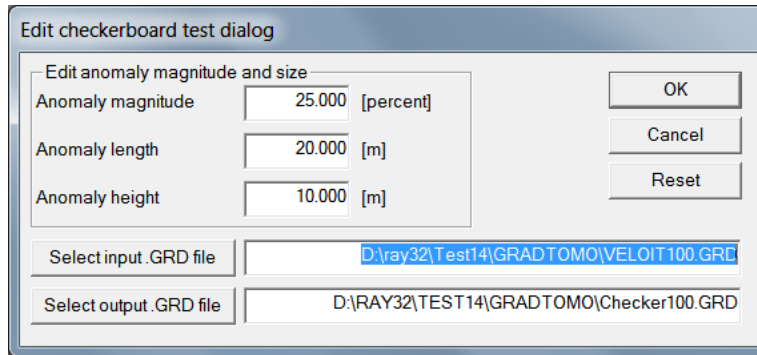 Edit checkerboard test dialog
Edit anomaly magnitude and size
Anomaly magnitude 25.000 [percent]
Anomaly length 20.000 [m]
Anomaly height 10.000 [m]
OK
Cancel
Reset
Select input .GRD file D:\ray32\Test14\GRADTOMO\VELOIT100.GRD
Select output .GRD file D:\RAY32\TEST14\GRADTOMO\Checker100.GRD